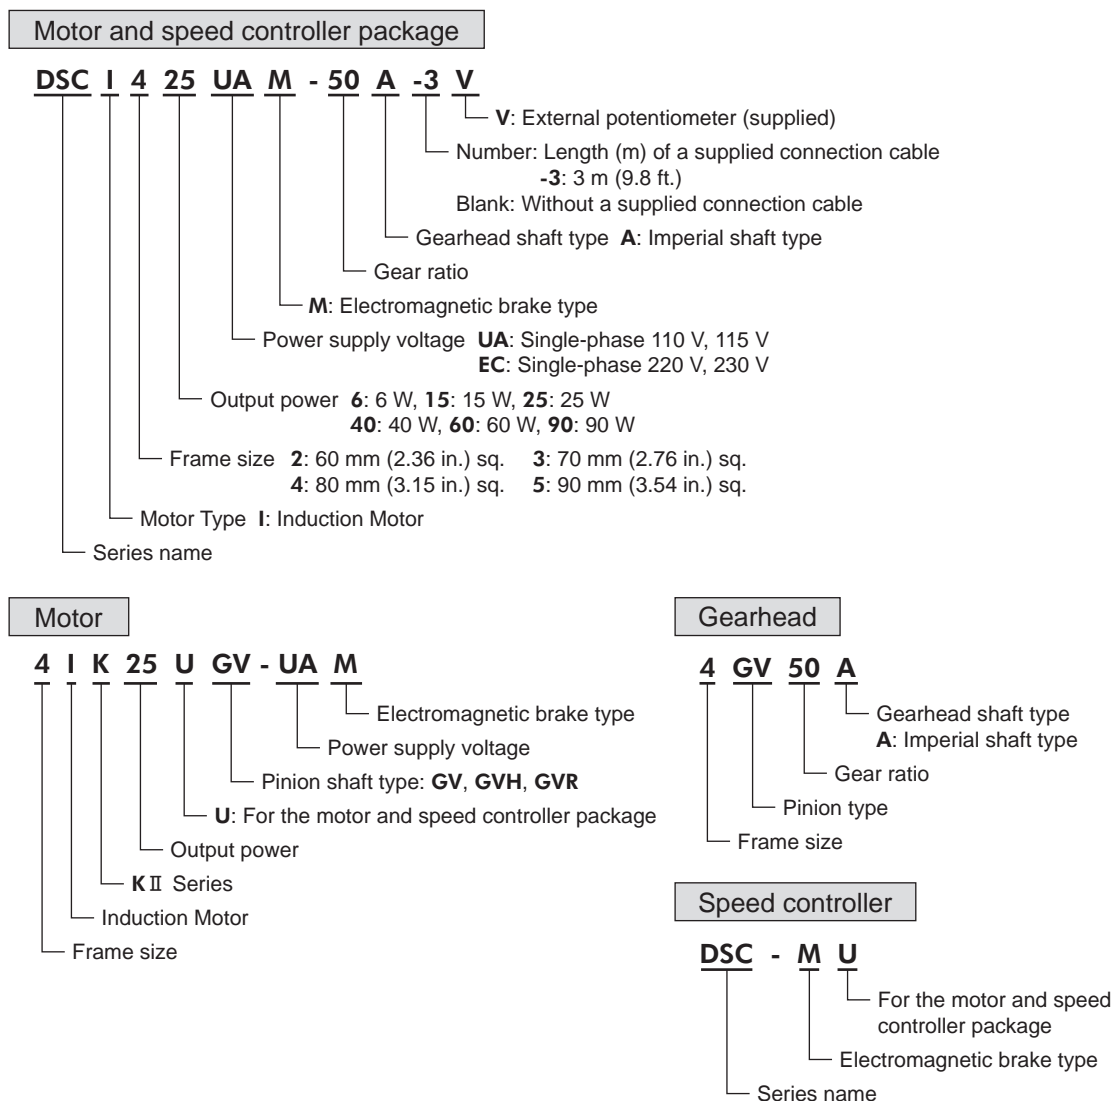 Motor and speed controller package
DSC I 4 25 UA M - 50 A -3 V
V: External potentiometer (supplied)
Number: Length (m) of a supplied connection cable
-3: 3 m (9.8 ft.)
Blank: Without a supplied connection cable
Gearhead shaft type A: Imperial shaft type
Gear ratio
M: Electromagnetic brake type
Power supply voltage UA: Single-phase 110 V, 115 V
EC: Single-phase 220 V, 230 V
Output power 6: 6 W, 15: 15 W, 25: 25 W
40: 40 W, 60: 60 W, 90: 90 W
Frame size 2: 60 mm (2.36 in.) sq. 3: 70 mm (2.76 in.) sq.
4: 80 mm (3.15 in.) sq. 5: 90 mm (3.54 in.) sq.
Motor Type I: Induction Motor
Series name
Motor
4 I K 25 U GV - UA M
Electromagnetic brake type
Power supply voltage
Pinion shaft type: GV, GVH, GVR
U: For the motor and speed controller package
Output power
KⅡ Series
Induction Motor
Frame size
Gearhead
4 GV 50 A
Gearhead shaft type
A: Imperial shaft type
Gear ratio
Pinion type
Frame size
Speed controller
DSC - M U
For the motor and speed
controller package
Electromagnetic brake type
Series name